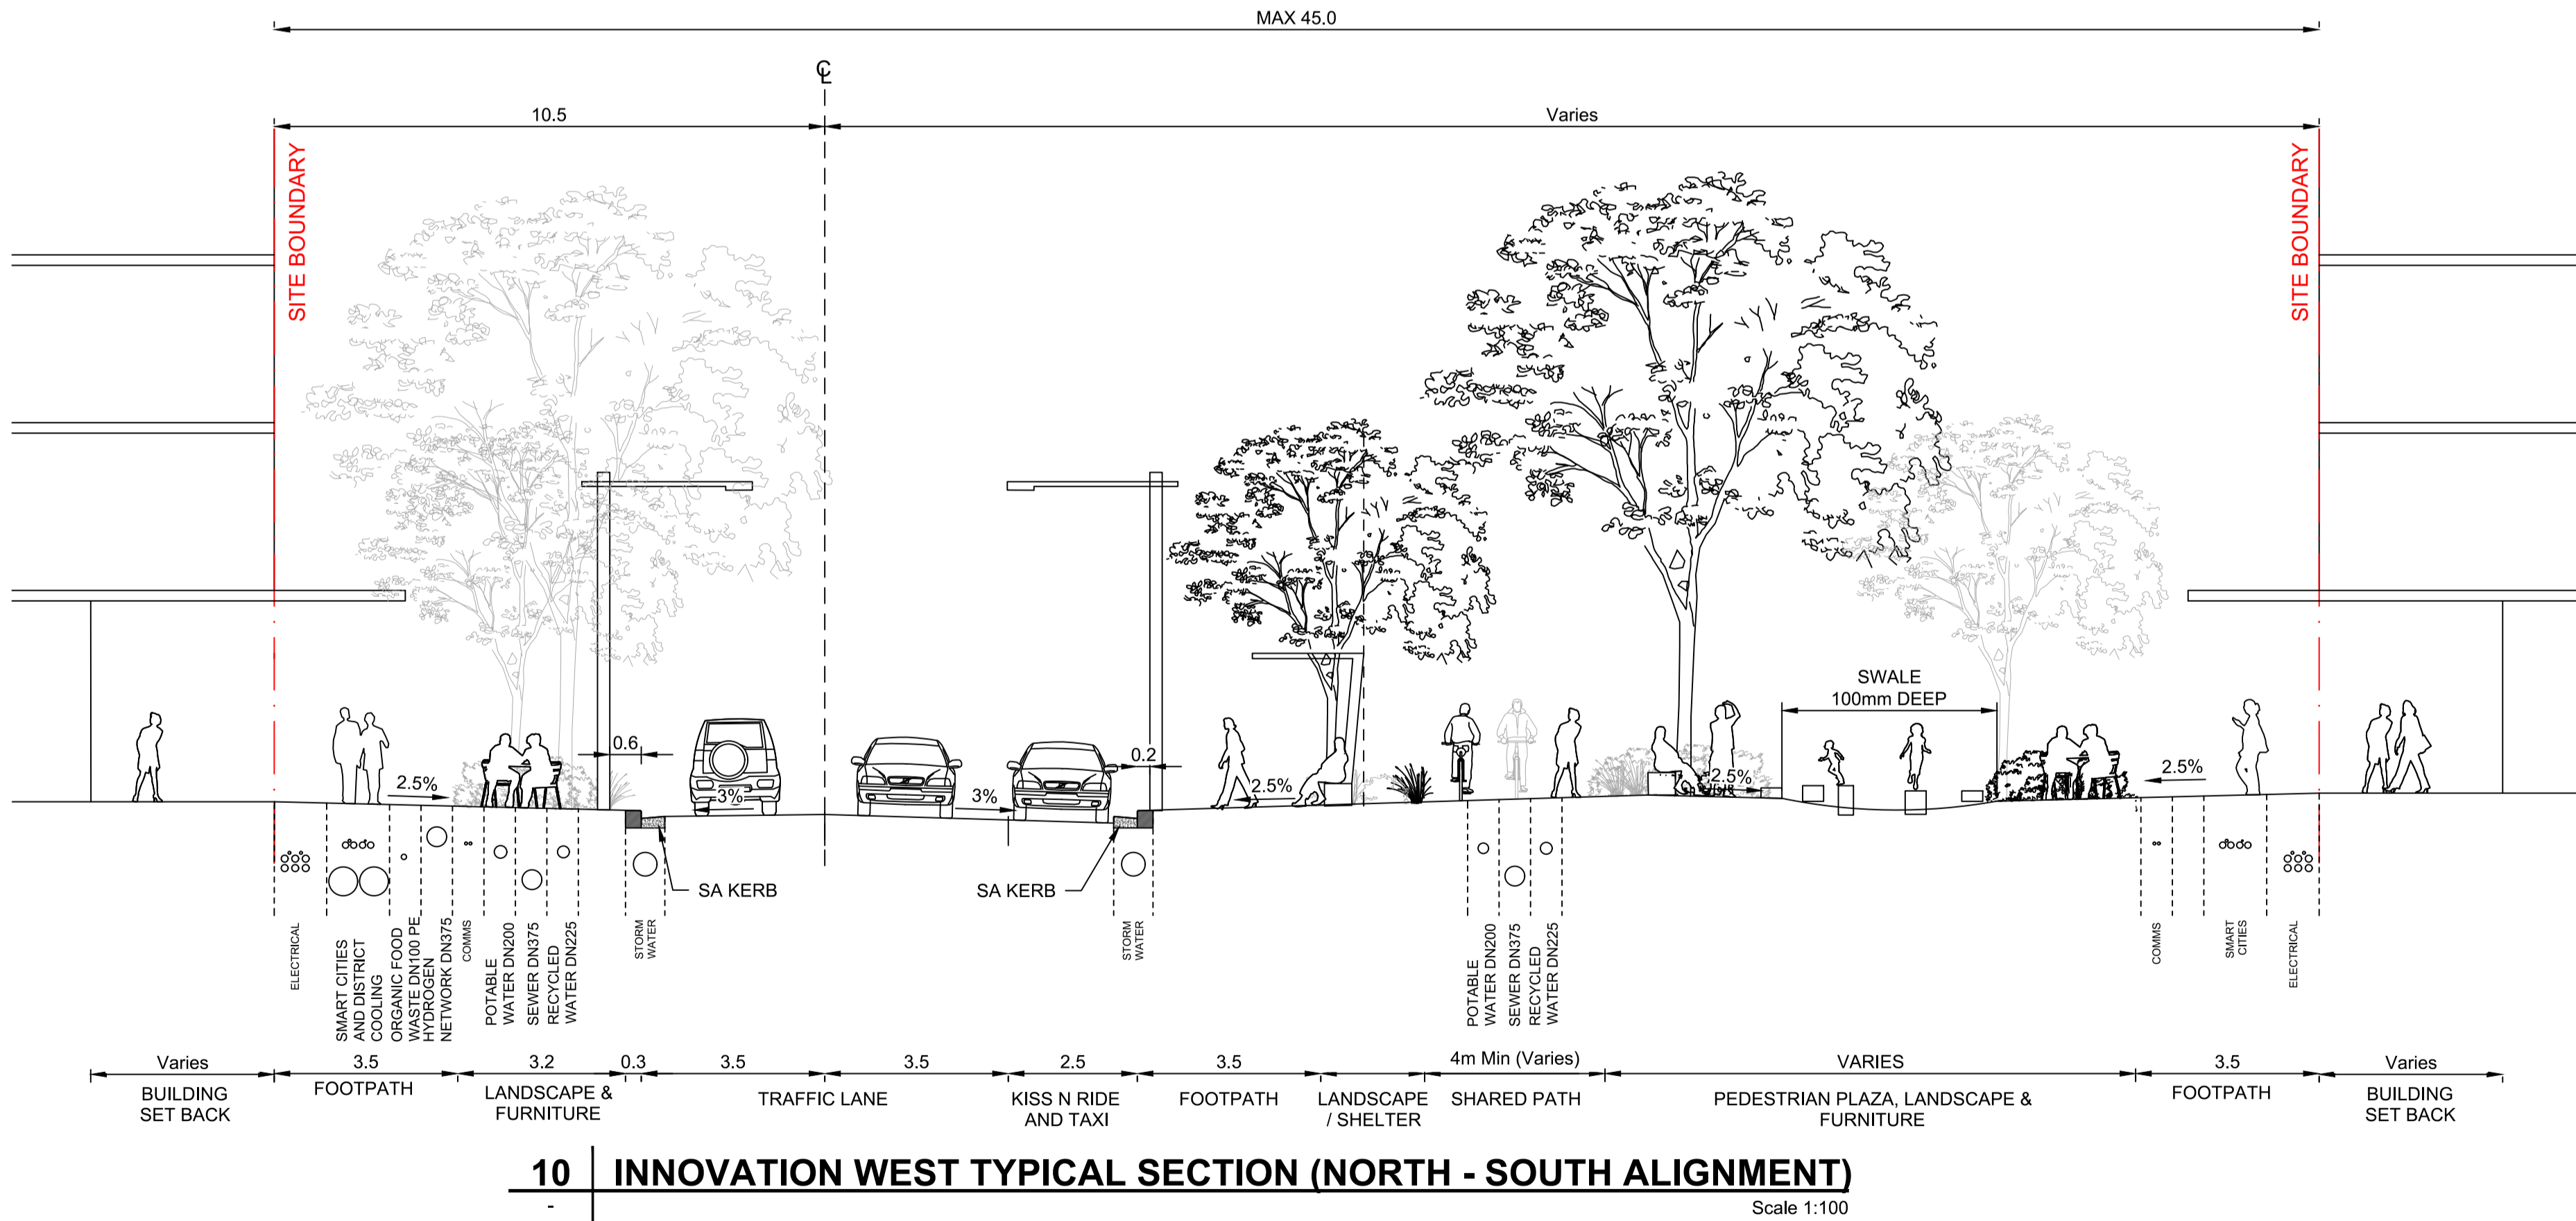 MAX 45.0
℄
10.5
Varies
SITE BOUNDARY
SITE BOUNDARY
SWALE
100mm DEEP
0.6
0.2
2.5%
3%
3%
2.5%
2.5%
2.5%
SA KERB
SA KERB
ELECTRICAL
SMART CITIES
AND DISTRICT
COOLING
ORGANIC FOOD
WASTE DN100 PE
HYDROGEN
NETWORK DN375
COMMS
POTABLE
WATER DN200
SEWER DN375
RECYCLED
WATER DN225
STORM
WATER
STORM
WATER
POTABLE
WATER DN200
SEWER DN375
RECYCLED
WATER DN225
COMMS
SMART
CITIES
ELECTRICAL
Varies
3.5
3.2
0.3
3.5
3.5
2.5
3.5
4m Min (Varies)
VARIES
3.5
Varies
BUILDING
SET BACK
FOOTPATH
LANDSCAPE &
FURNITURE
TRAFFIC LANE
KISS N RIDE
AND TAXI
FOOTPATH
LANDSCAPE
/ SHELTER
SHARED PATH
PEDESTRIAN PLAZA, LANDSCAPE &
FURNITURE
FOOTPATH
BUILDING
SET BACK
10
-
INNOVATION WEST TYPICAL SECTION (NORTH - SOUTH ALIGNMENT)
Scale 1:100